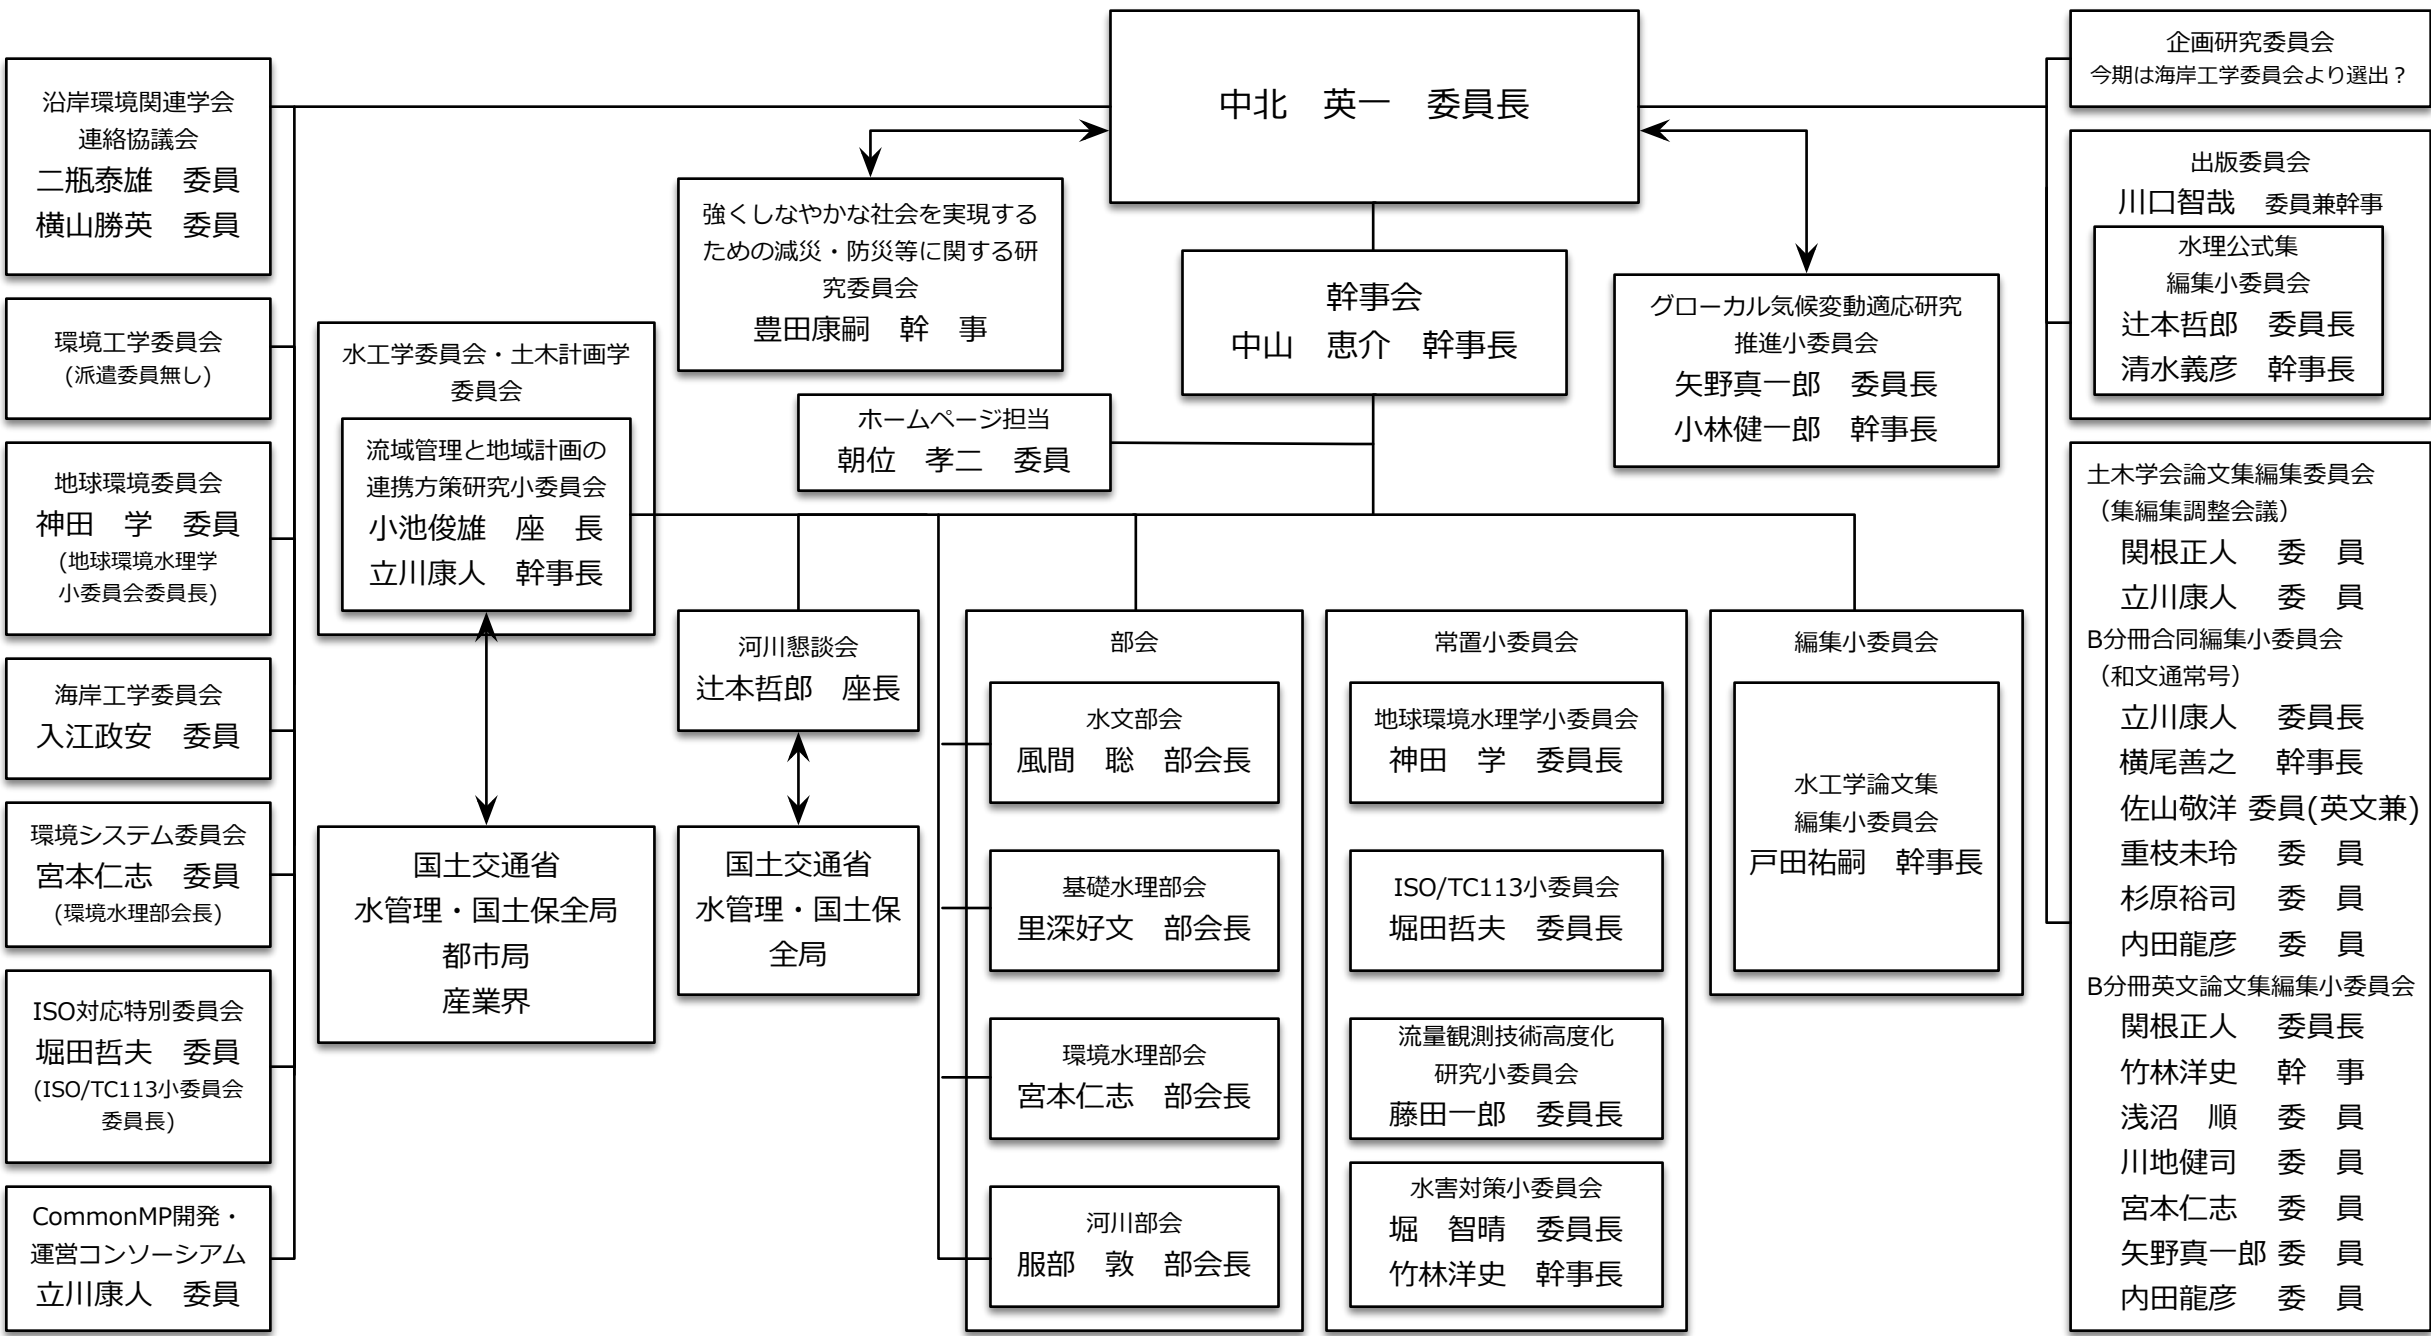 中北　英一　委員長
沿岸環境関連学会
連絡協議会
二瓶泰雄　委員
横山勝英　委員
環境工学委員会
(派遣委員無し)
地球環境委員会
神田　学　委員
(地球環境水理学
小委員会委員長)
海岸工学委員会
入江政安　委員
環境システム委員会
宮本仁志　委員
(環境水理部会長)
ISO対応特別委員会
堀田哲夫　委員
(ISO/TC113小委員会
委員長)
CommonMP開発・
運営コンソーシアム
立川康人　委員
強くしなやかな社会を実現する
ための減災・防災等に関する研
究委員会
豊田康嗣　幹　事
幹事会
中山　恵介　幹事長
グローカル気候変動適応研究
推進小委員会
矢野真一郎　委員長
小林健一郎　幹事長
ホームページ担当
朝位　孝二　委員
水工学委員会・土木計画学
委員会
流域管理と地域計画の
連携方策研究小委員会
小池俊雄　座　長
立川康人　幹事長
国土交通省
水管理・国土保全局
都市局
産業界
河川懇談会
辻本哲郎　座長
国土交通省
水管理・国土保
全局
部会
水文部会
風間　聡　部会長
基礎水理部会
里深好文　部会長
環境水理部会
宮本仁志　部会長
河川部会
服部　敦　部会長
常置小委員会
地球環境水理学小委員会
神田　学　委員長
ISO/TC113小委員会
堀田哲夫　委員長
流量観測技術高度化
研究小委員会
藤田一郎　委員長
水害対策小委員会
堀　智晴　委員長
竹林洋史　幹事長
編集小委員会
水工学論文集
編集小委員会
戸田祐嗣　幹事長
企画研究委員会
今期は海岸工学委員会より選出？
出版委員会
川口智哉　委員兼幹事
水理公式集
編集小委員会
辻本哲郎　委員長
清水義彦　幹事長
土木学会論文集編集委員会
（集編集調整会議）
関根正人　委　員
立川康人　委　員
B分冊合同編集小委員会
（和文通常号）
立川康人　委員長
横尾善之　幹事長
佐山敬洋 委員(英文兼)
重枝未玲　委　員
杉原裕司　委　員
内田龍彦　委　員
B分冊英文論文集編集小委員会
関根正人　委員長
竹林洋史　幹　事
浅沼　順　委　員
川地健司　委　員
宮本仁志　委　員
矢野真一郎 委　員
内田龍彦　委　員